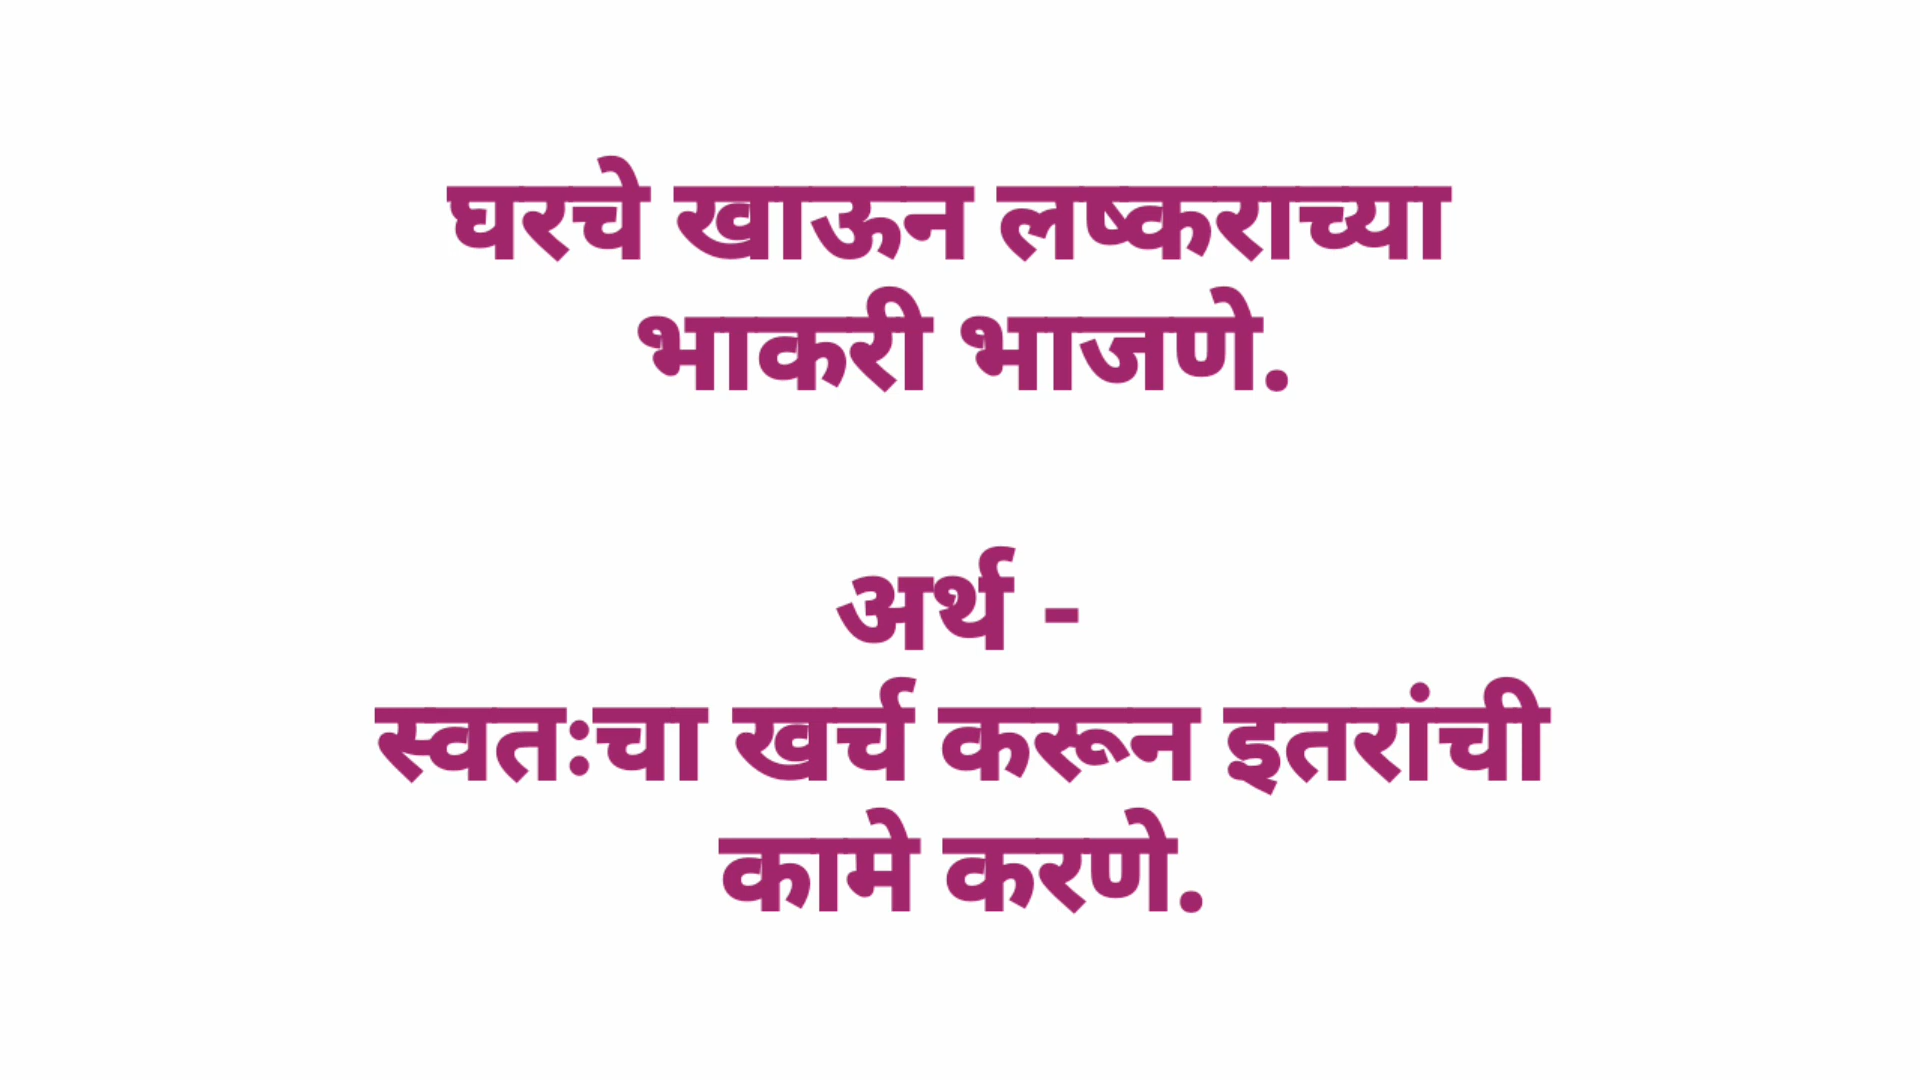 घरचे खाऊन लष्कराच्या
भाकरी भाजणे.
अर्थ -
स्वत:चा खर्च करून इतरांची
कामे करणे.